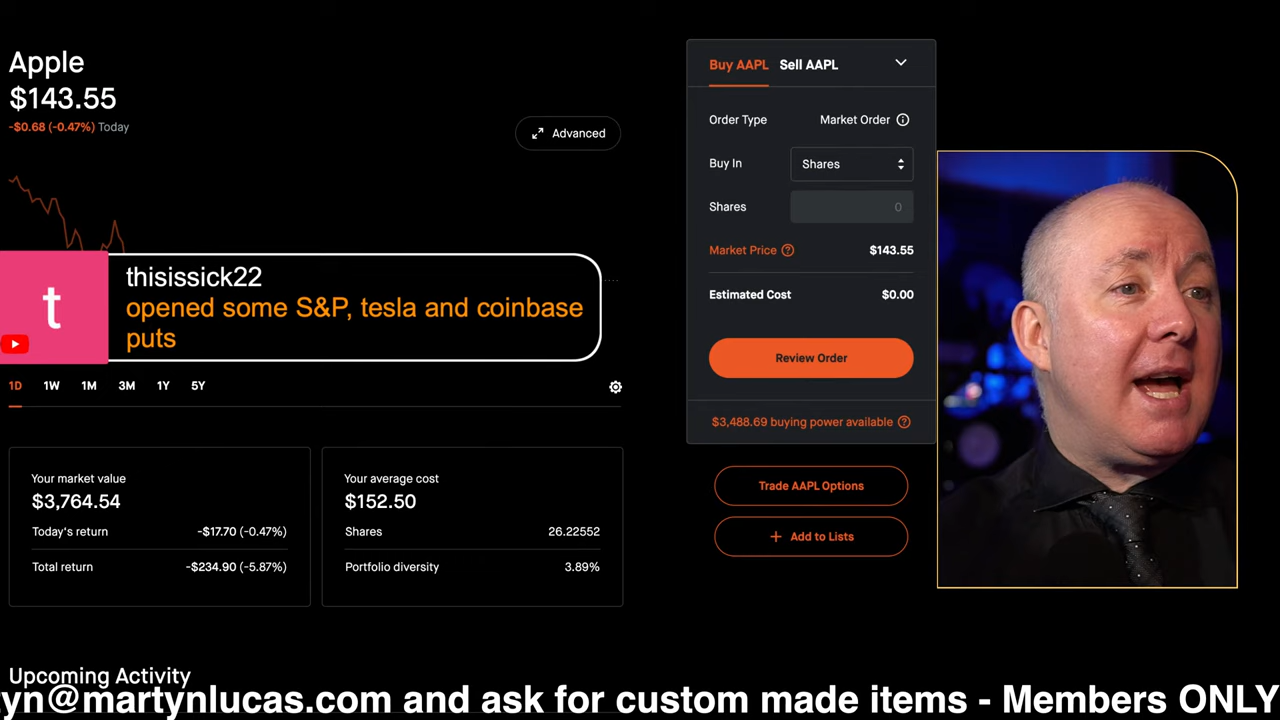 Apple
$143.55
-$0.68 (-0.47%) Today
Advanced
t
thisissick22
opened some S&P, tesla and coinbase
puts
1D 1W 1M 3M 1Y 5Y
Your market value
$3,764.54
Today's return -$17.70 (-0.47%)
Total return -$234.90 (-5.87%)
Your average cost
$152.50
Shares 26.22552
Portfolio diversity 3.89%
Upcoming Activity
Buy AAPL Sell AAPL
Order Type Market Order
Buy In Shares
Shares 0
Market Price $143.55
Estimated Cost $0.00
Review Order
$3,488.69 buying power available
Trade AAPL Options
+ Add to Lists
yn@martynlucas.com and ask for custom made items - Members ONLY